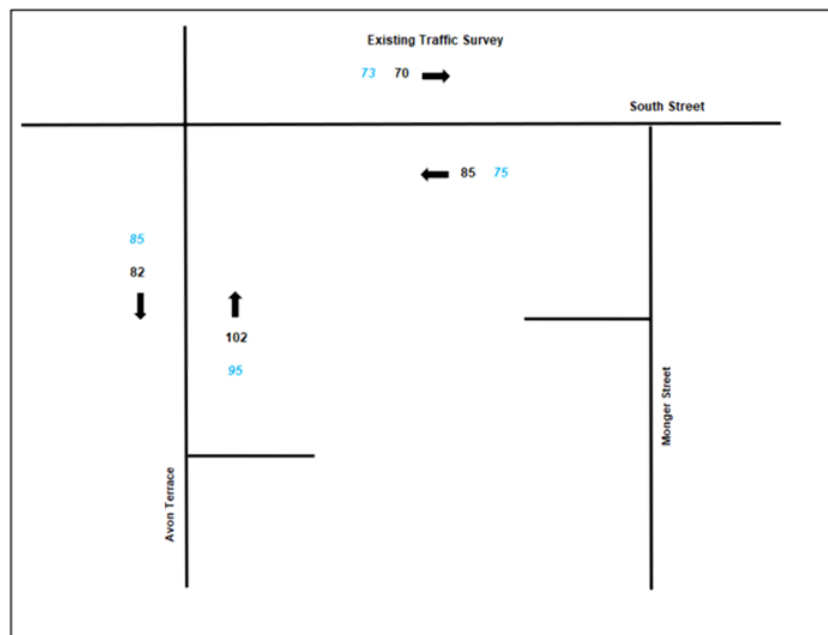 Existing Traffic Survey
73 70
South Street
85 75
85
82
102
95
Monger Street
Avon Terrace